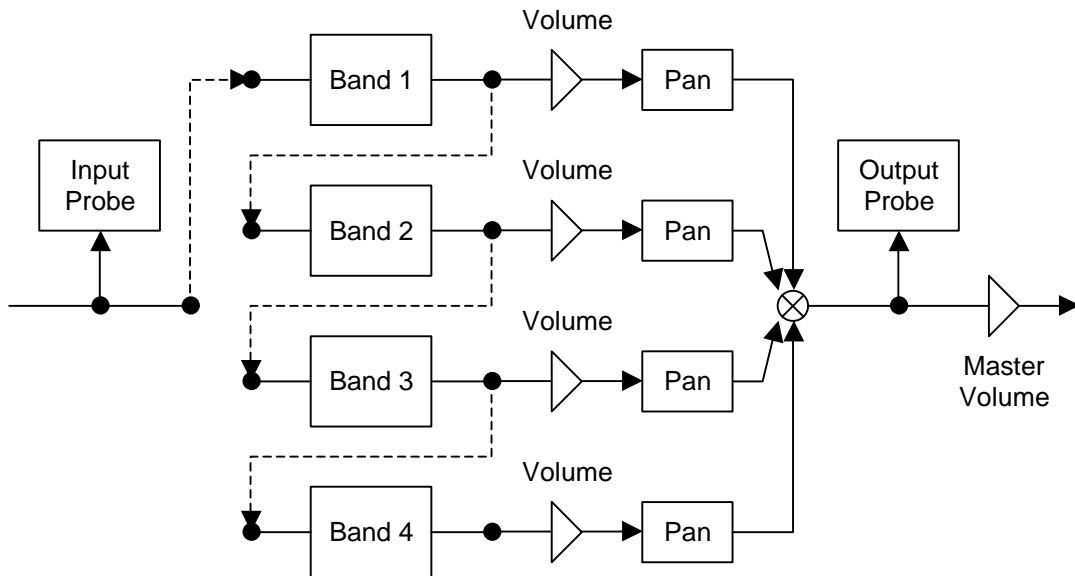 Volume
Band 1
Pan
Input
Probe
Volume
Band 2
Pan
Output
Probe
Volume
Band 3
Pan
Master
Volume
Volume
Band 4
Pan